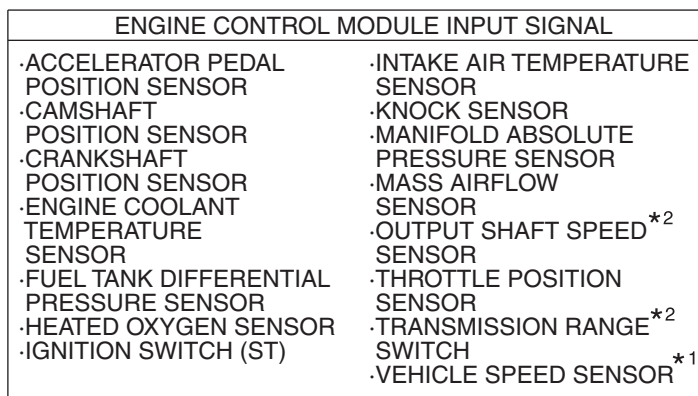 ENGINE CONTROL MODULE INPUT SIGNAL
·ACCELERATOR PEDAL
POSITION SENSOR
·CAMSHAFT
POSITION SENSOR
·CRANKSHAFT
POSITION SENSOR
·ENGINE COOLANT
TEMPERATURE
SENSOR
·FUEL TANK DIFFERENTIAL
PRESSURE SENSOR
·HEATED OXYGEN SENSOR
·IGNITION SWITCH (ST)
·INTAKE AIR TEMPERATURE
SENSOR
·KNOCK SENSOR
·MANIFOLD ABSOLUTE
PRESSURE SENSOR
·MASS AIRFLOW
SENSOR
·OUTPUT SHAFT SPEED*2
SENSOR
·THROTTLE POSITION
SENSOR
·TRANSMISSION RANGE*2
SWITCH
·VEHICLE SPEED SENSOR*1